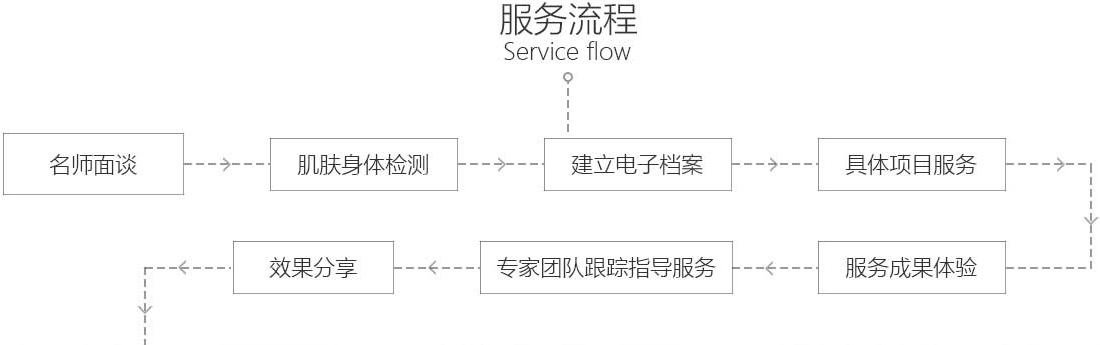 服务流程
Service flow
名师面谈
肌肤身体检测
建立电子档案
具体项目服务
服务成果体验
专家团队跟踪指导服务
效果分享